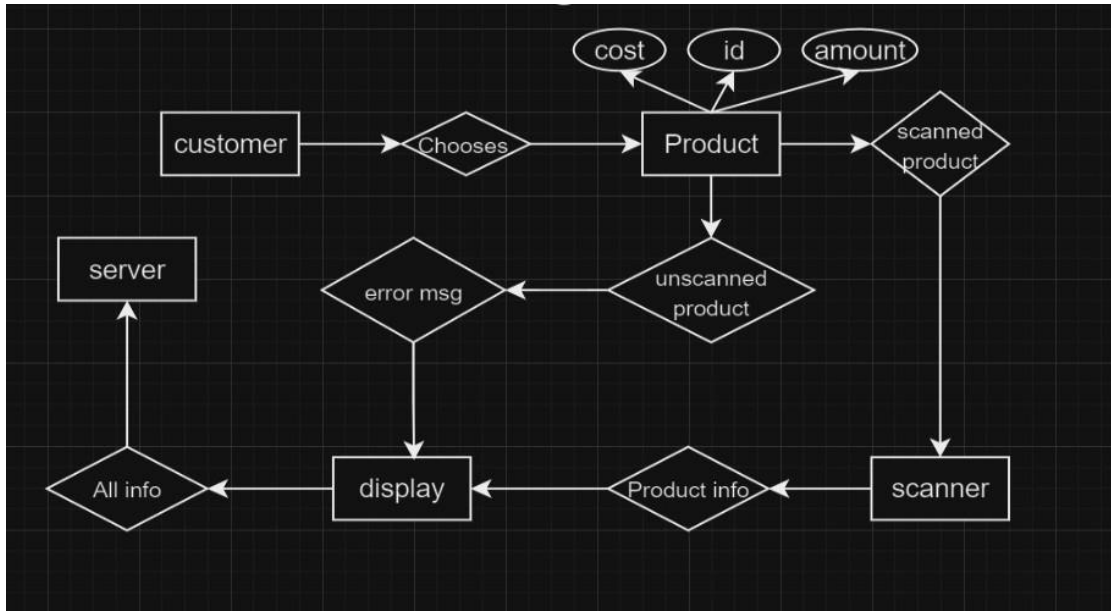 cost
id
amount
customer
Chooses
Product
scanned
product
server
error msg
unscanned
product
All info
display
Product info
scanner